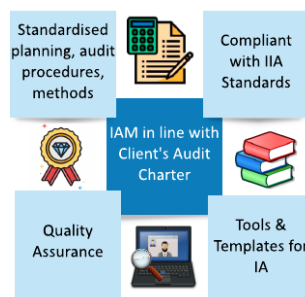 Standardised
planning, audit
procedures,
methods
Compliant
with IIA
Standards
IAM in line with
Client's Audit
Charter
Quality
Assurance
Tools &
Templates for
IA